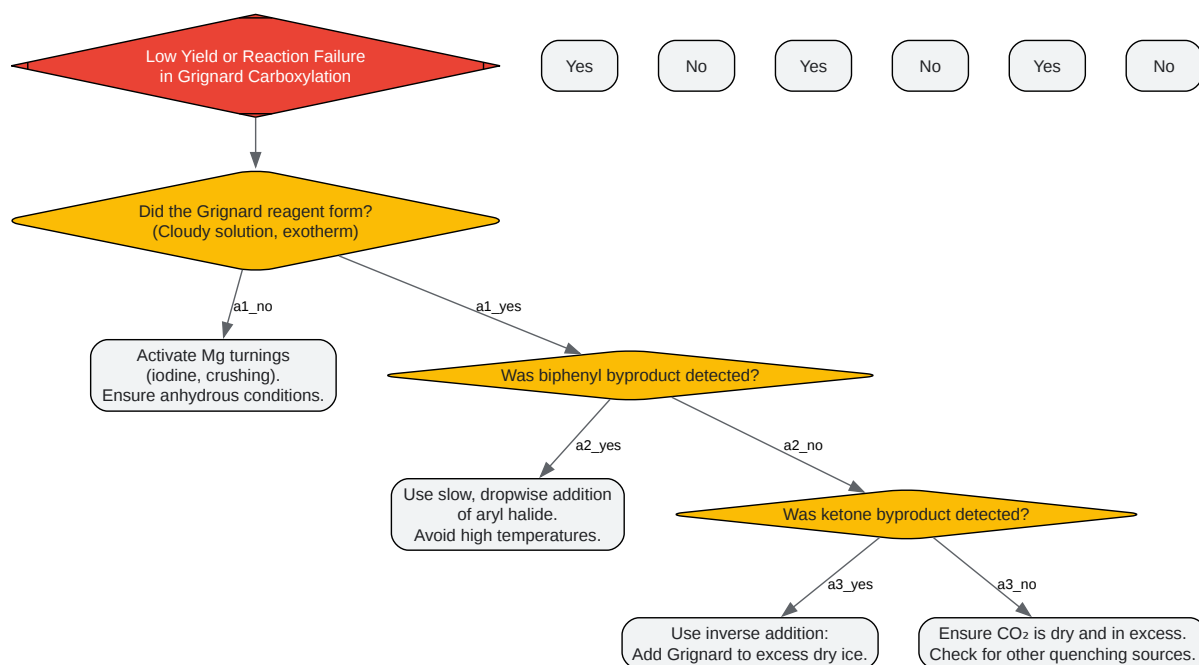 Low Yield or Reaction Failure
in Grignard Carboxylation
Yes
No
Yes
No
Yes
No
Did the Grignard reagent form?
(Cloudy solution, exotherm)
a1_no
a1_yes
Activate Mg turnings
(iodine, crushing).
Ensure anhydrous conditions.
Was biphenyl byproduct detected?
a2_yes
a2_no
Use slow, dropwise addition
of aryl halide.
Avoid high temperatures.
Was ketone byproduct detected?
a3_yes
a3_no
Use inverse addition:
Add Grignard to excess dry ice.
Ensure CO₂ is dry and in excess.
Check for other quenching sources.